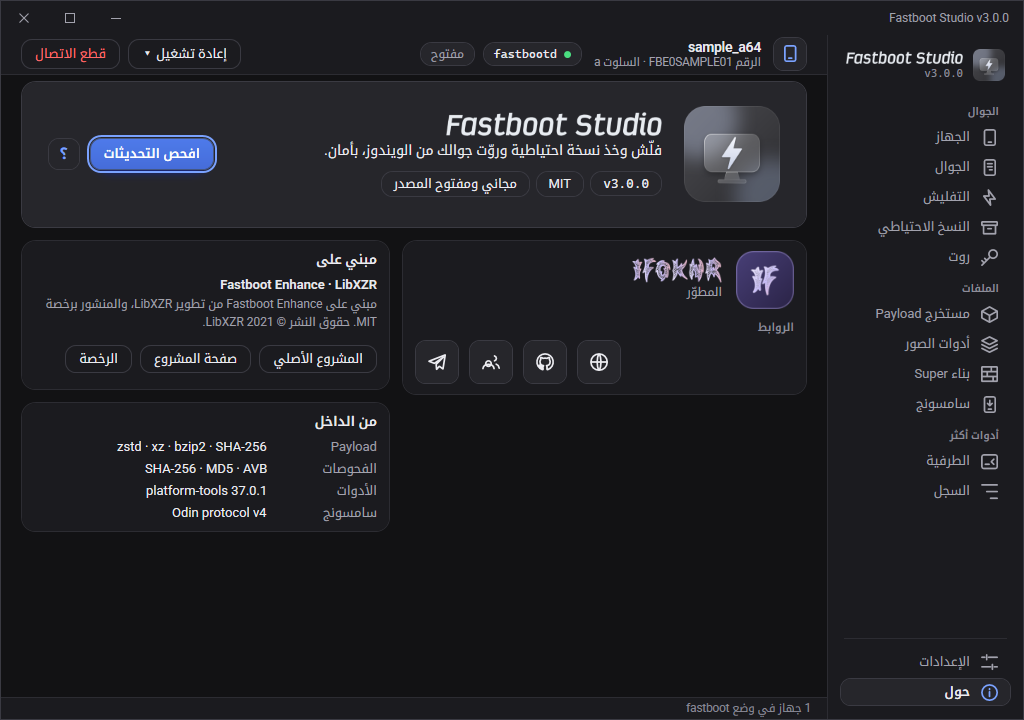 Fastboot Studio v3.0.0
Fastboot Studio
v3.0.0
الجوال
الجهاز
الجوال
التفليش
النسخ الاحتياطي
روت
الملفات
مستخرج Payload
أدوات الصور
بناء Super
سامسونج
أدوات أكثر
الطرفية
السجل
الإعدادات
حول
sample_a64
الرقم FBE0SAMPLE01 · السلوت a
fastbootd
مفتوح
إعادة تشغيل
قطع الاتصال
Fastboot Studio
فلّش وخذ نسخة احتياطية وروّت جوالك من الويندوز، بأمان.
v3.0.0
MIT
مجاني ومفتوح المصدر
افحص التحديثات
؟
IF
IFOKNR
المطوّر
الروابط
مبني على
Fastboot Enhance · LibXZR
مبني على Fastboot Enhance من تطوير LibXZR، والمنشور برخصة
MIT. حقوق النشر © 2021 LibXZR.
المشروع الأصلي
صفحة المشروع
الرخصة
من الداخل
Payload zstd · xz · bzip2 · SHA-256
الفحوصات SHA-256 · MD5 · AVB
الأدوات platform-tools 37.0.1
سامسونج Odin protocol v4
1 جهاز في وضع fastboot